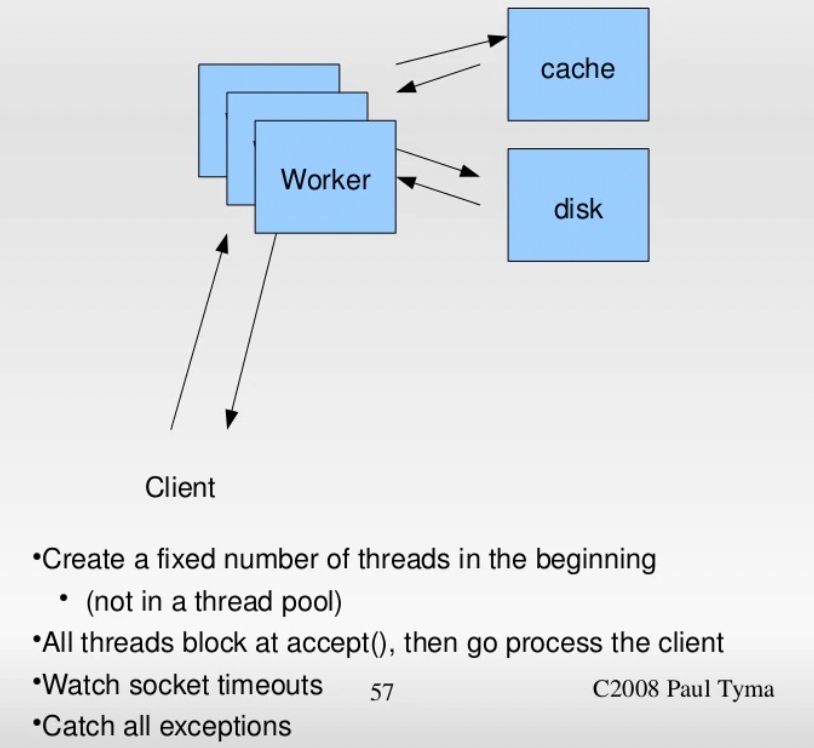 cache
Worker
disk
Client
•Create a fixed number of threads in the beginning
• (not in a thread pool)
•All threads block at accept(), then go process the client
•Watch socket timeouts
57
C2008 Paul Tyma
•Catch all exceptions